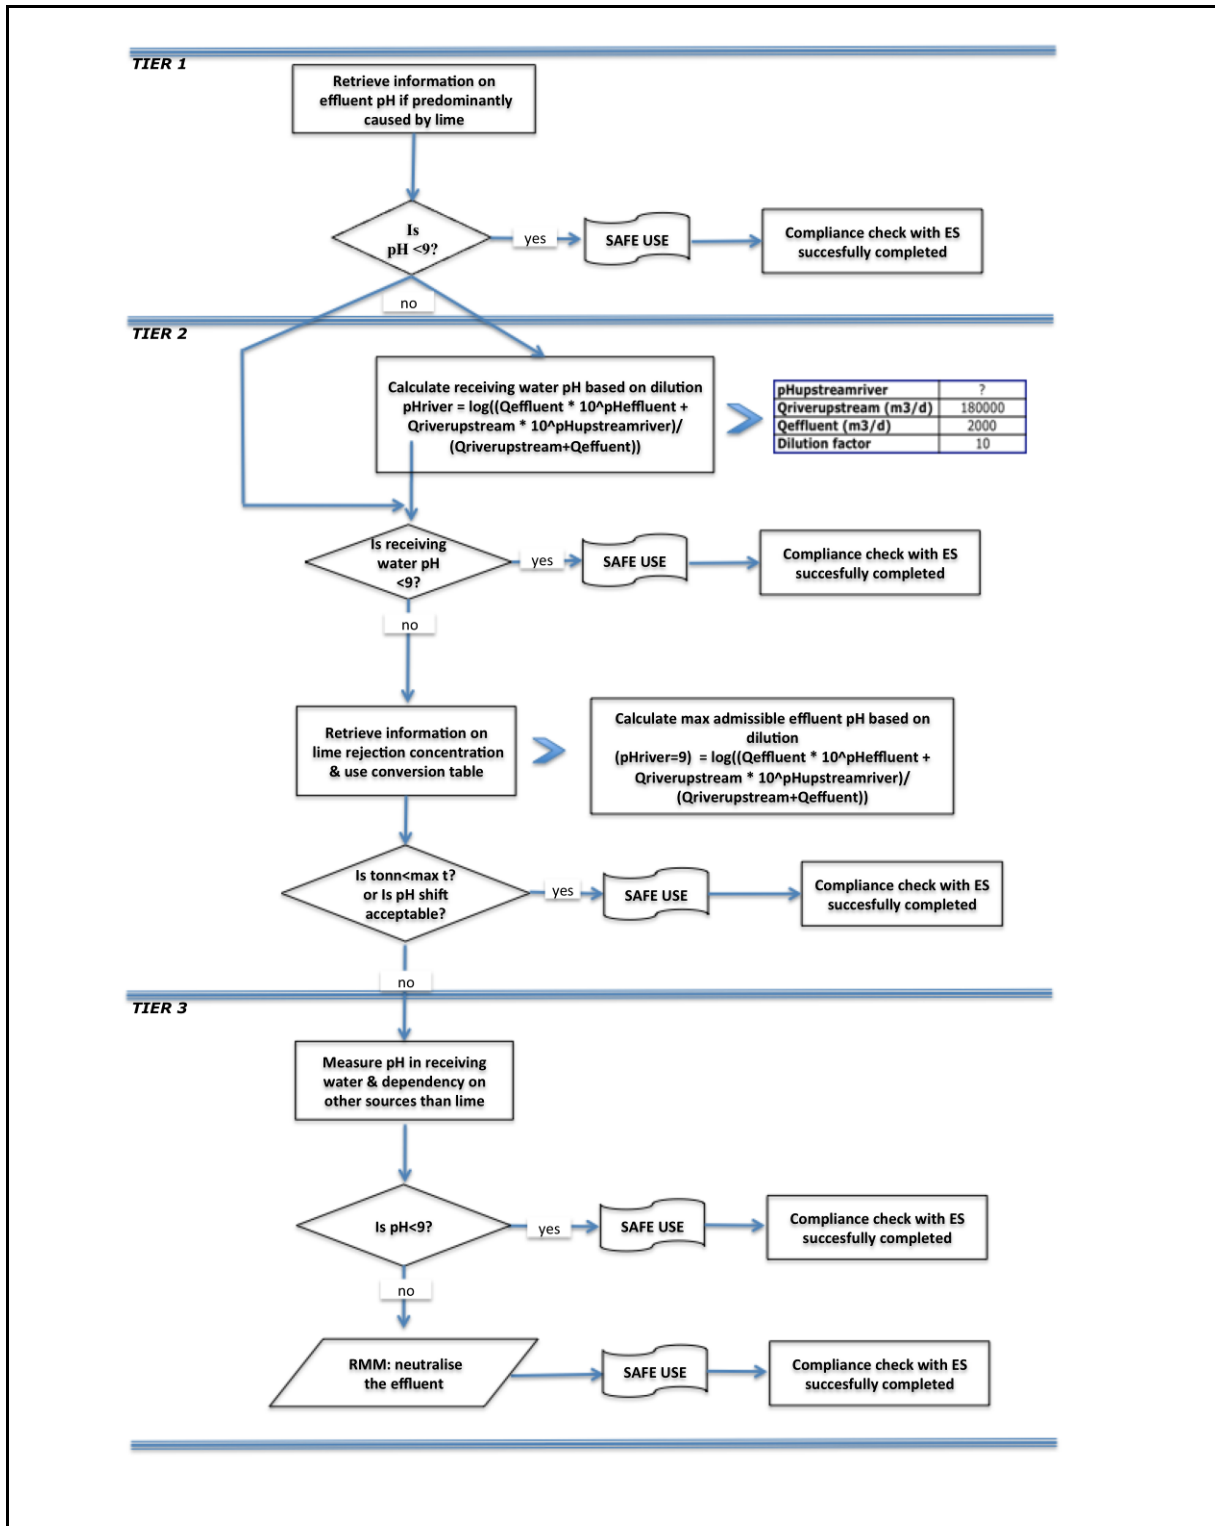 TIER 1
Retrieve information on
effluent pH if predominantly
caused by lime
Is
pH <9?
yes
SAFE USE
Compliance check with ES
succesfully completed
no
TIER 2
Calculate receiving water pH based on dilution
pHriver = log((Qeffluent * 10^pHeffluent +
Qriverupstream * 10^pHupstreamriver)/
(Qriverupstream+Qeffuent))
pHupstreamriver ?
Qriverupstream (m3/d) 180000
Qeffluent (m3/d) 2000
Dilution factor 10
Is receiving
water pH
<9?
yes
SAFE USE
Compliance check with ES
succesfully completed
no
Retrieve information on
lime rejection concentration
& use conversion table
Calculate max admissible effluent pH based on
dilution
(pHriver=9) = log((Qeffluent * 10^pHeffluent +
Qriverupstream * 10^pHupstreamriver)/
(Qriverupstream+Qeffuent))
Is tonn<max t?
or Is pH shift
acceptable?
yes
SAFE USE
Compliance check with ES
succesfully completed
no
TIER 3
Measure pH in receiving
water & dependency on
other sources than lime
Is pH<9?
yes
SAFE USE
Compliance check with ES
succesfully completed
no
RMM: neutralise
the effluent
SAFE USE
Compliance check with ES
succesfully completed